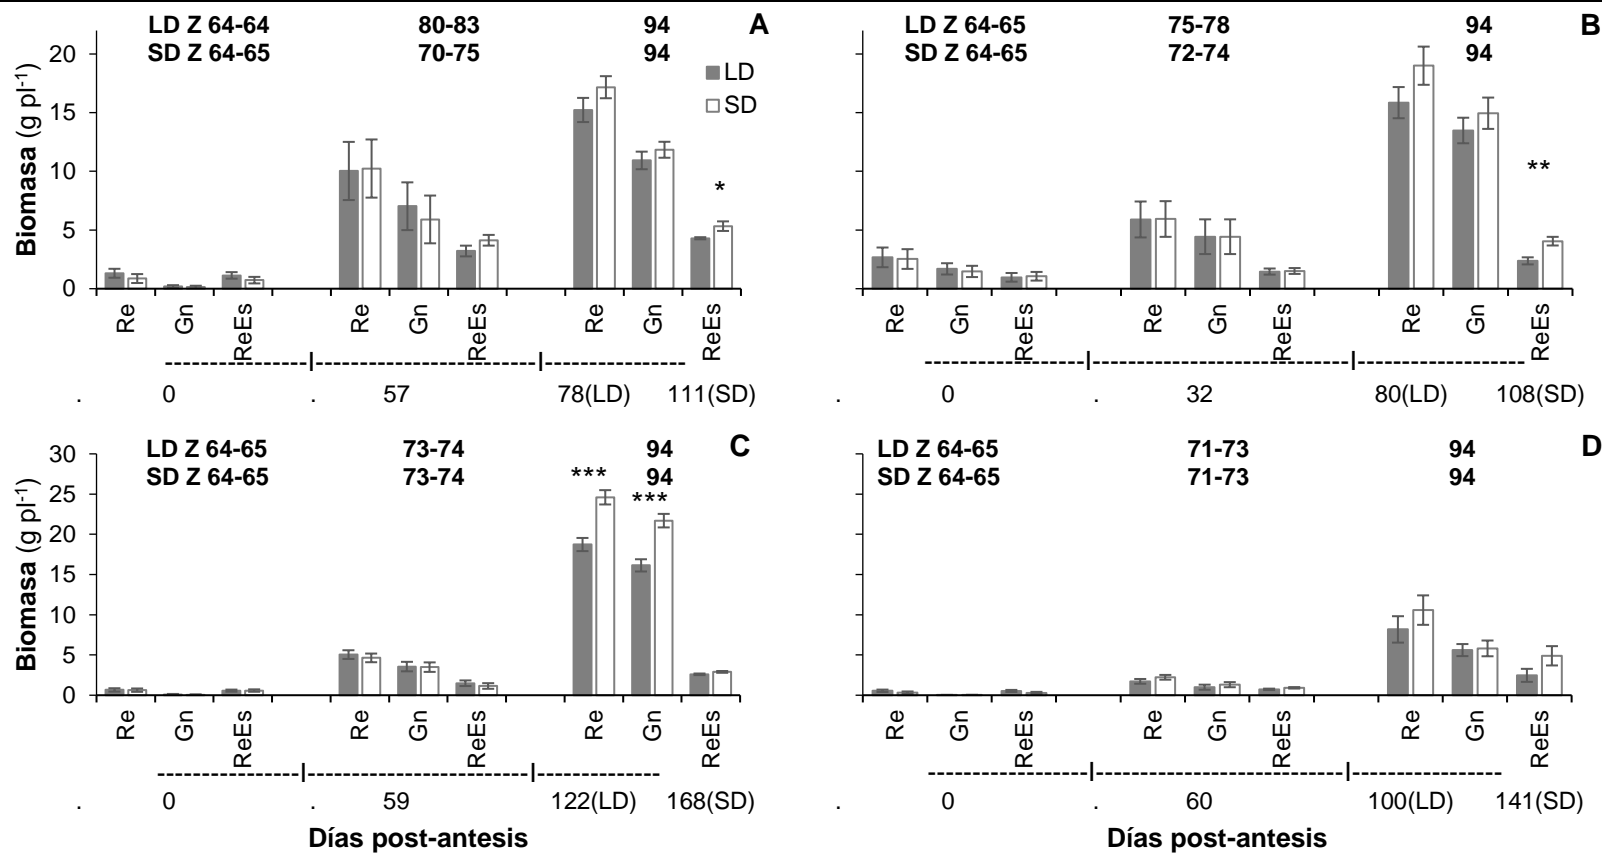 LD Z 64-64 80-83 94 A
SD Z 64-65 70-75 94
LD
SD
Biomasa (g pl-1)
20
15
10
5
0
*
Re Gn ReEs Re Gn ReEs Re Gn ReEs
--------------------|-------------------------------|--------------------
. 0 . 57 78(LD) 111(SD)
LD Z 64-65 75-78 94 B
SD Z 64-65 72-74 94
20
15
10
5
0
**
Re Gn ReEs Re Gn ReEs Re Gn ReEs
----------------------|------------------------------------|------------------------
. 0 . 32 80(LD) 108(SD)
LD Z 64-65 73-74 94 C
SD Z 64-65 73-74 94
Biomasa (g pl-1)
30
25
20
15
10
5
0
*** ***
Re Gn ReEs Re Gn ReEs Re Gn ReEs
--------------------|-------------------------------|-----------------
. 0 . 59 122(LD) 168(SD)
Días post-antesis
LD Z 64-65 71-73 94 D
SD Z 64-65 71-73 94
Re Gn ReEs Re Gn ReEs Re Gn ReEs
----------------------|-----------------------------------|---------------------
. 0 . 60 100(LD) 141(SD)
Días post-antesis